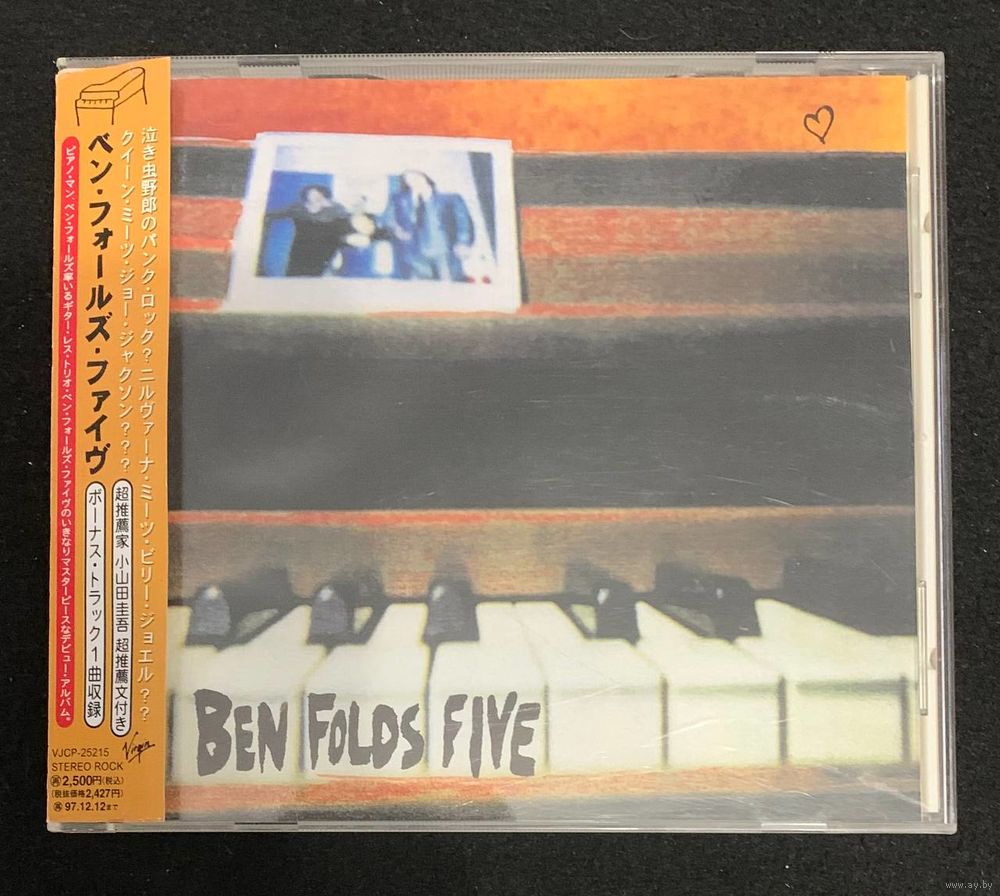 泣き虫野郎のパンク・ロック？ニルヴァーナ・ミーツ・ビリー・ジョエル？？
クイーン・ミーツ・ジョー・ジャクソン？？？
ベン・フォールズ・ファイヴ
ピアノ・マン、ベン・フォールズ率いるギター・レス・トリオ・ベン・フォールズ・ファイヴのいきなりマスターピースなデビュー・アルバム。
超推薦家 小山田圭吾 超推薦文付き
ボーナス・トラック1曲収録
Virgin
VJCP-25215
STEREO ROCK
再2,500円(税込)
(税抜価格2,427円)
再97.12.12まで
BEN FOLDS FIVE
www.ay.by